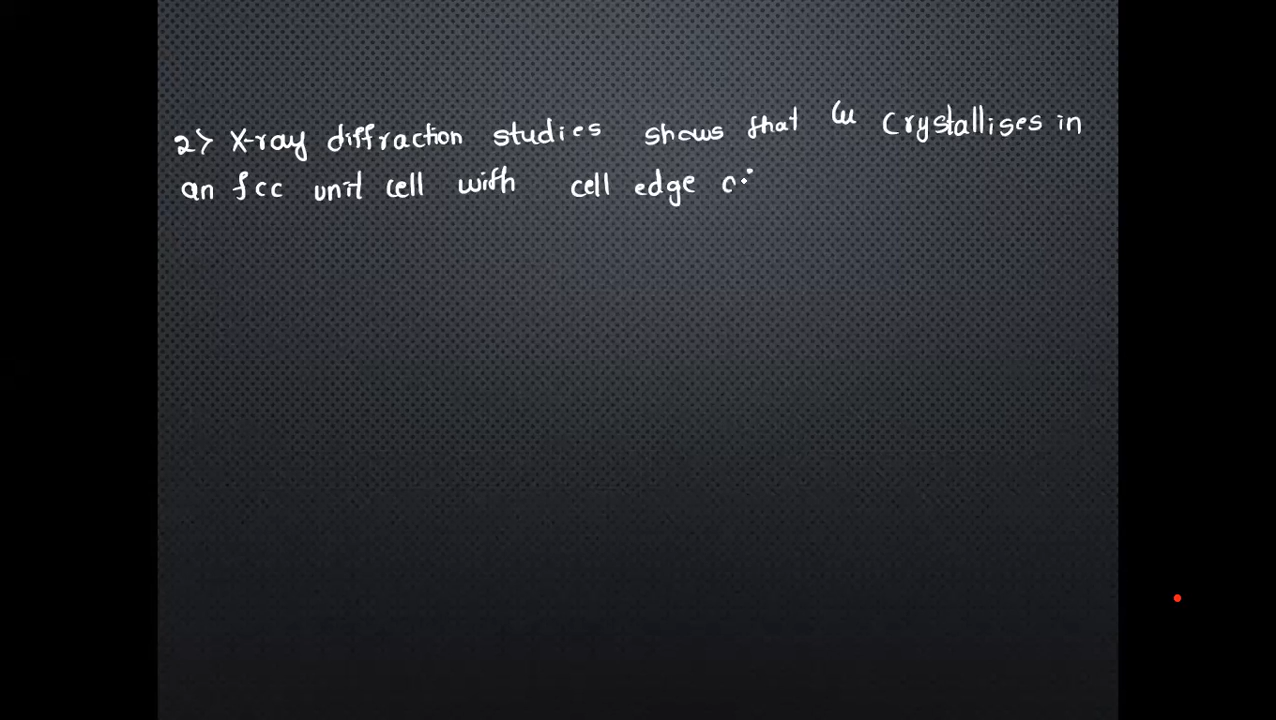 2> X-ray diffraction studies shows that Cu Crystallises in
an fcc unit cell with cell edge